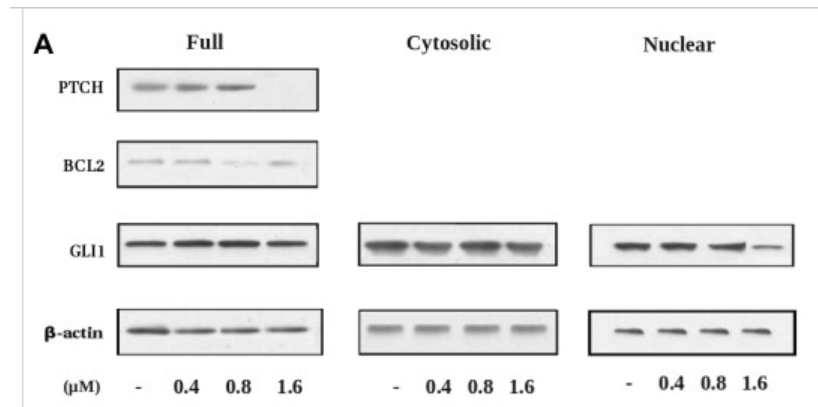 A
Full Cytosolic Nuclear
PTCH
BCL2
GLI1
β-actin
(μM) - 0.4 0.8 1.6 - 0.4 0.8 1.6 - 0.4 0.8 1.6